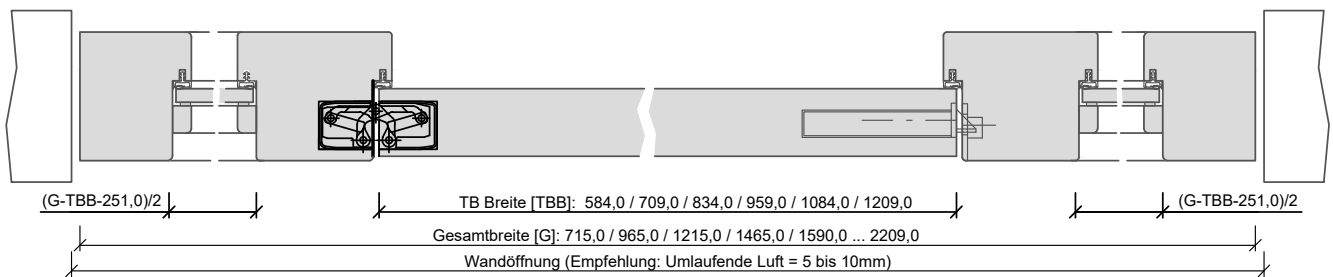 (G-TBB-251,0)/2
TB Breite [TBB]: 584,0 / 709,0 / 834,0 / 959,0 / 1084,0 / 1209,0
(G-TBB-251,0)/2
Gesamtbreite [G]: 715,0 / 965,0 / 1215,0 / 1465,0 / 1590,0 ... 2209,0
Wandöffnung (Empfehlung: Umlaufende Luft = 5 bis 10mm)